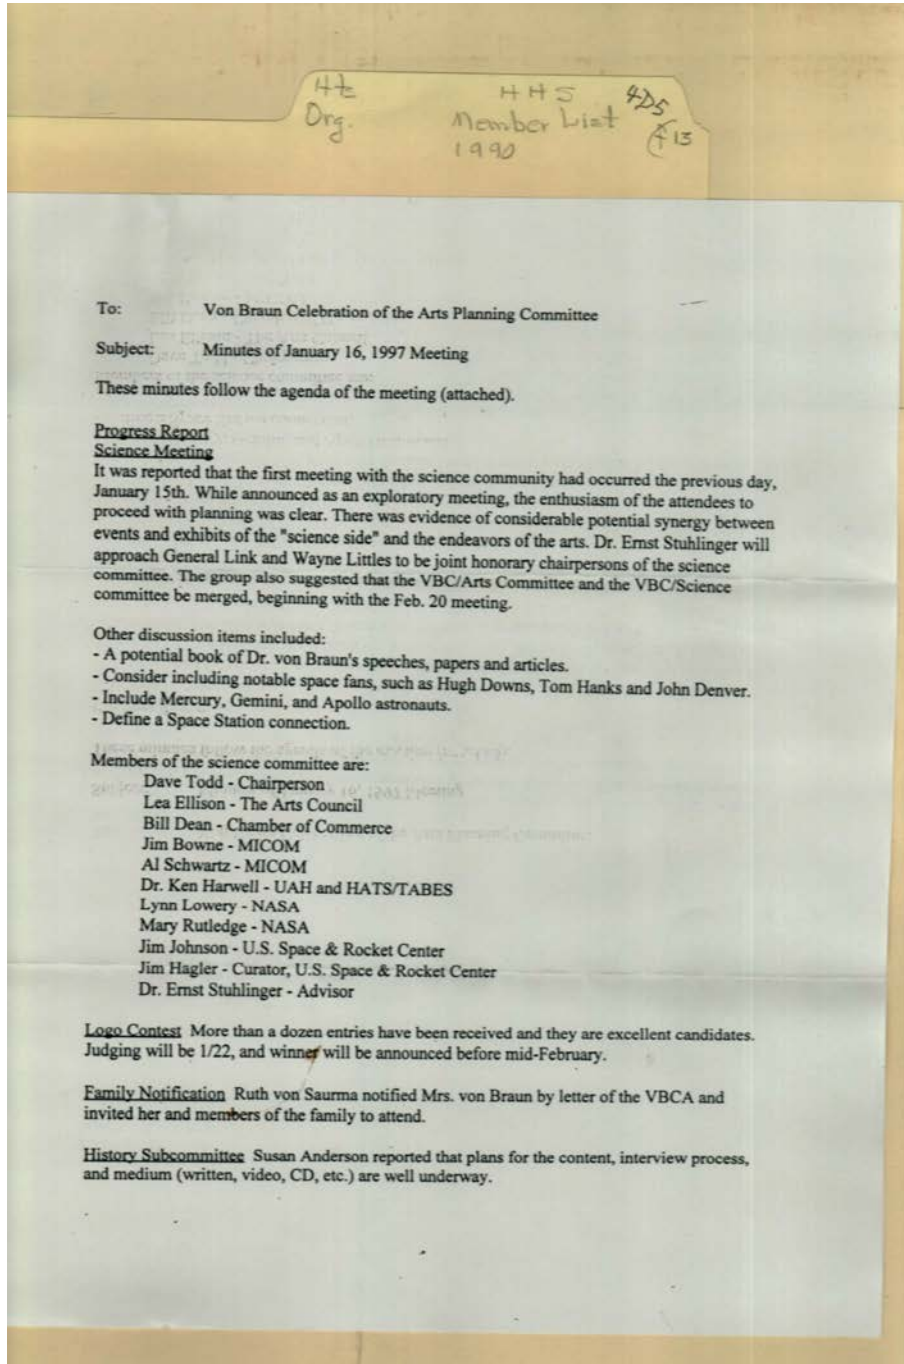 Htz
Org.
HHS
Member List
1990
4D5
F13
To: Von Braun Celebration of the Arts Planning Committee
Subject: Minutes of January 16, 1997 Meeting
These minutes follow the agenda of the meeting (attached).
Progress Report
Science Meeting
It was reported that the first meeting with the science community had occurred the previous day,
January 15th. While announced as an exploratory meeting, the enthusiasm of the attendees to
proceed with planning was clear. There was evidence of considerable potential synergy between
events and exhibits of the "science side" and the endeavors of the arts. Dr. Ernst Stuhlinger will
approach General Link and Wayne Littles to be joint honorary chairpersons of the science
committee. The group also suggested that the VBC/Arts Committee and the VBC/Science
committee be merged, beginning with the Feb. 20 meeting.
Other discussion items included:
- A potential book of Dr. von Braun's speeches, papers and articles.
- Consider including notable space fans, such as Hugh Downs, Tom Hanks and John Denver.
- Include Mercury, Gemini, and Apollo astronauts.
- Define a Space Station connection.
Members of the science committee are:
Dave Todd - Chairperson
Lea Ellison - The Arts Council
Bill Dean - Chamber of Commerce
Jim Bowne - MICOM
Al Schwartz - MICOM
Dr. Ken Harwell - UAH and HATS/TABES
Lynn Lowery - NASA
Mary Rutledge - NASA
Jim Johnson - U.S. Space & Rocket Center
Jim Hagler - Curator, U.S. Space & Rocket Center
Dr. Ernst Stuhlinger - Advisor
Logo Contest More than a dozen entries have been received and they are excellent candidates.
Judging will be 1/22, and winner will be announced before mid-February.
Family Notification Ruth von Saurma notified Mrs. von Braun by letter of the VBCA and
invited her and members of the family to attend.
History Subcommittee Susan Anderson reported that plans for the content, interview process,
and medium (written, video, CD, etc.) are well underway.